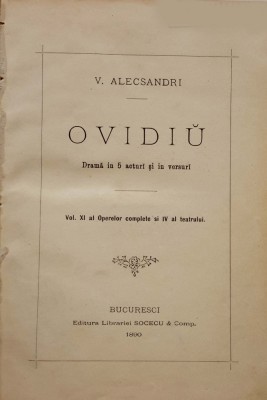 V. ALECSANDRI
OVIDIŬ
Dramă în 5 acturi și în versuri
Vol. XI al Operelor complete si IV al teatrului.
BUCURESCI
Editura Librariei SOCECU & Comp.
1890